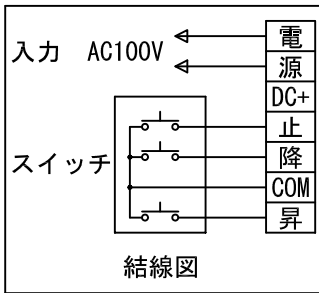 入力 AC100V
電
源
DC+
止
降
COM
昇
スイッチ
結線図